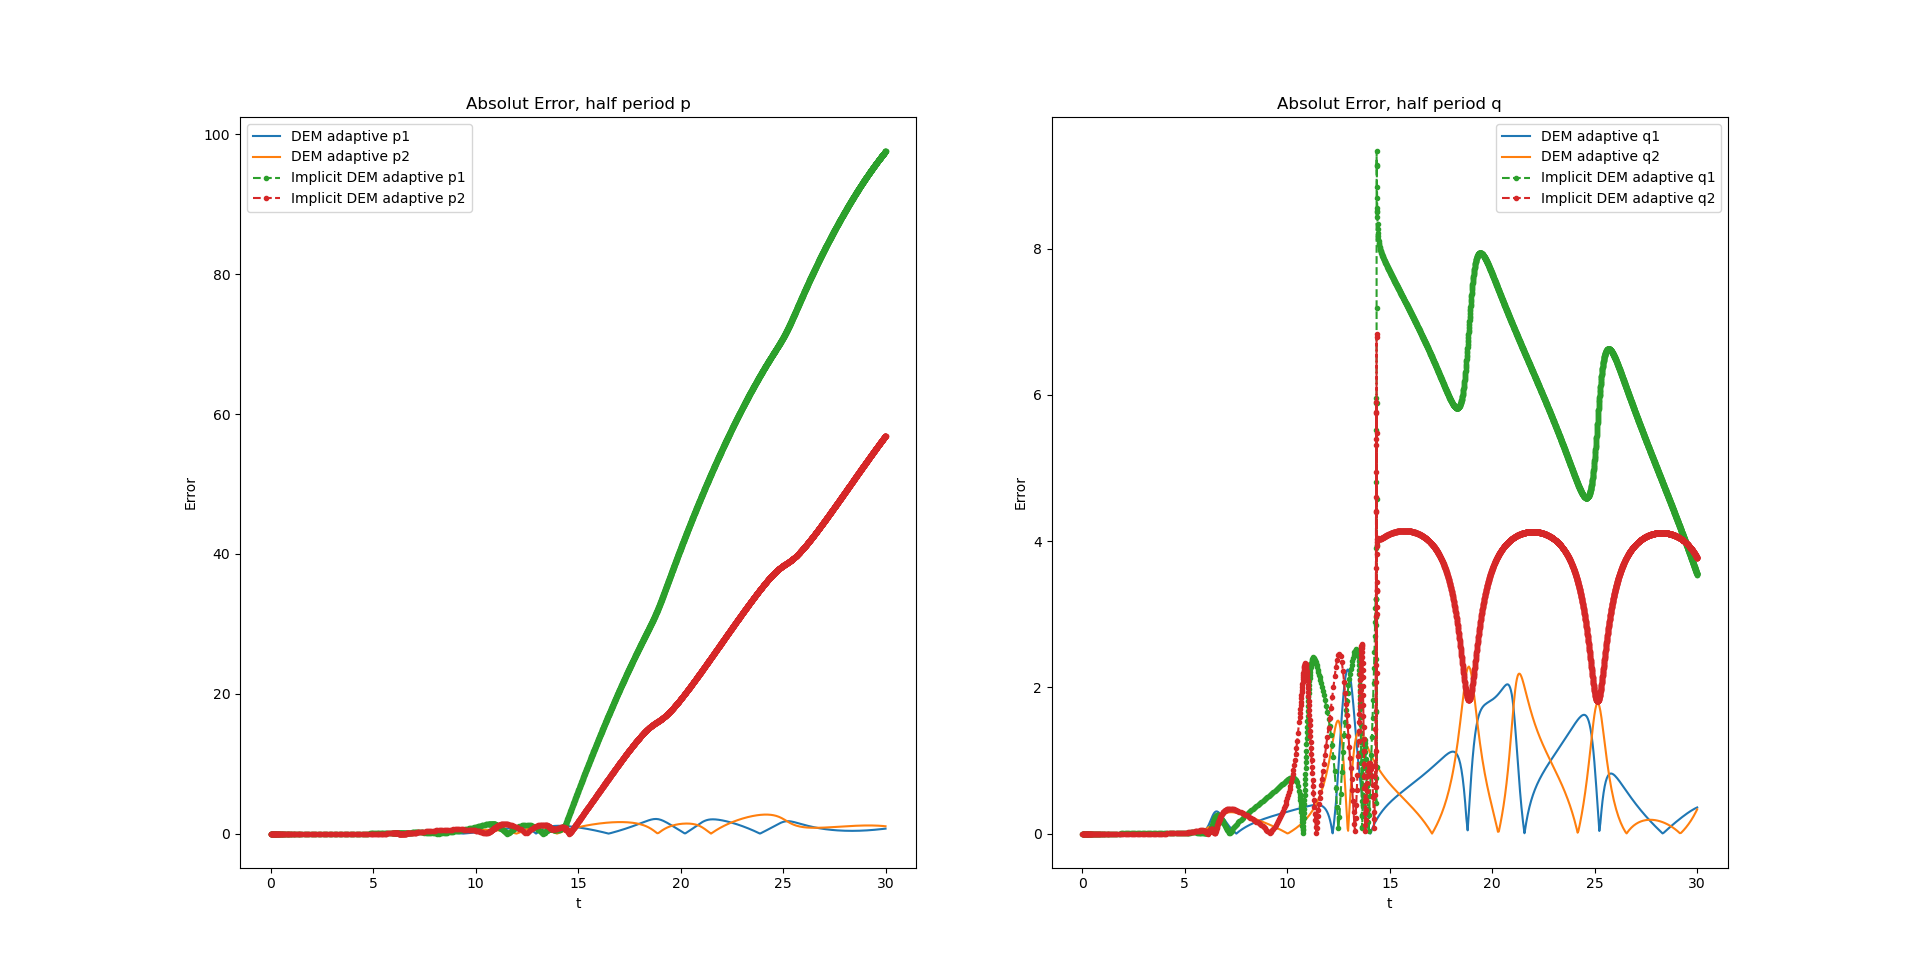 Absolut Error, half period p
DEM adaptive p1
DEM adaptive p2
Implicit DEM adaptive p1
Implicit DEM adaptive p2
100
80
60
40
20
0
Error
0 5 10 15 20 25 30
t
Absolut Error, half period q
DEM adaptive q1
DEM adaptive q2
Implicit DEM adaptive q1
Implicit DEM adaptive q2
8
6
4
2
0
Error
0 5 10 15 20 25 30
t